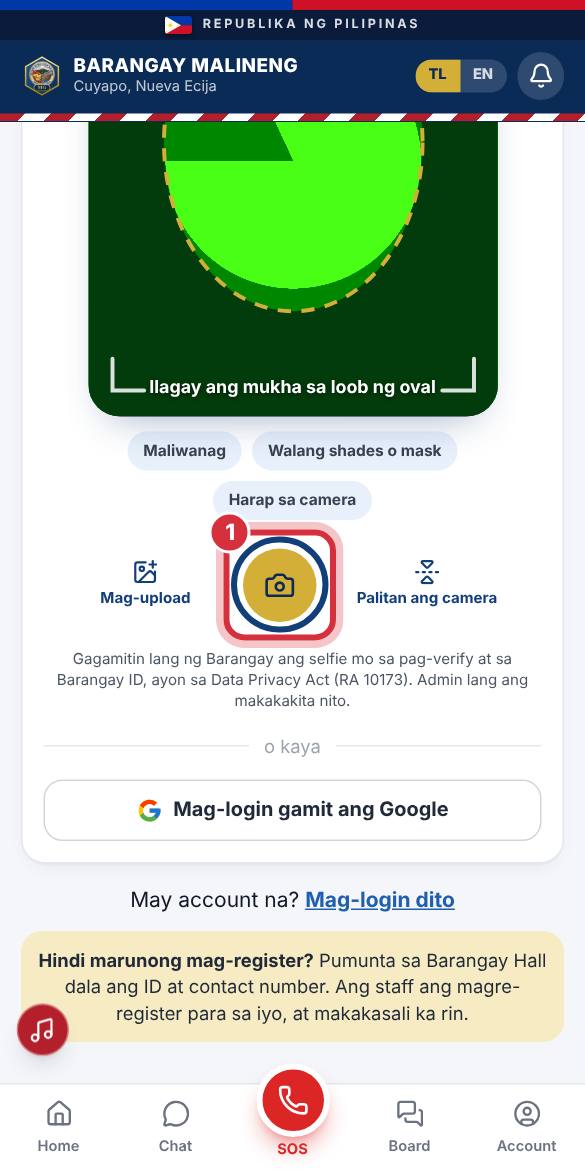 REPUBLIKA NG PILIPINAS
BARANGAY MALINENG
Cuyapo, Nueva Ecija
TL EN
Ilagay ang mukha sa loob ng oval
Maliwanag
Walang shades o mask
Harap sa camera
1
Mag-upload
Palitan ang camera
Gagamitin lang ng Barangay ang selfie mo sa pag-verify at sa
Barangay ID, ayon sa Data Privacy Act (RA 10173). Admin lang ang
makakakita nito.
o kaya
Mag-login gamit ang Google
May account na? Mag-login dito
Hindi marunong mag-register? Pumunta sa Barangay Hall
dala ang ID at contact number. Ang staff ang magre-
register para sa iyo, at makakasali ka rin.
Home
Chat
SOS
Board
Account